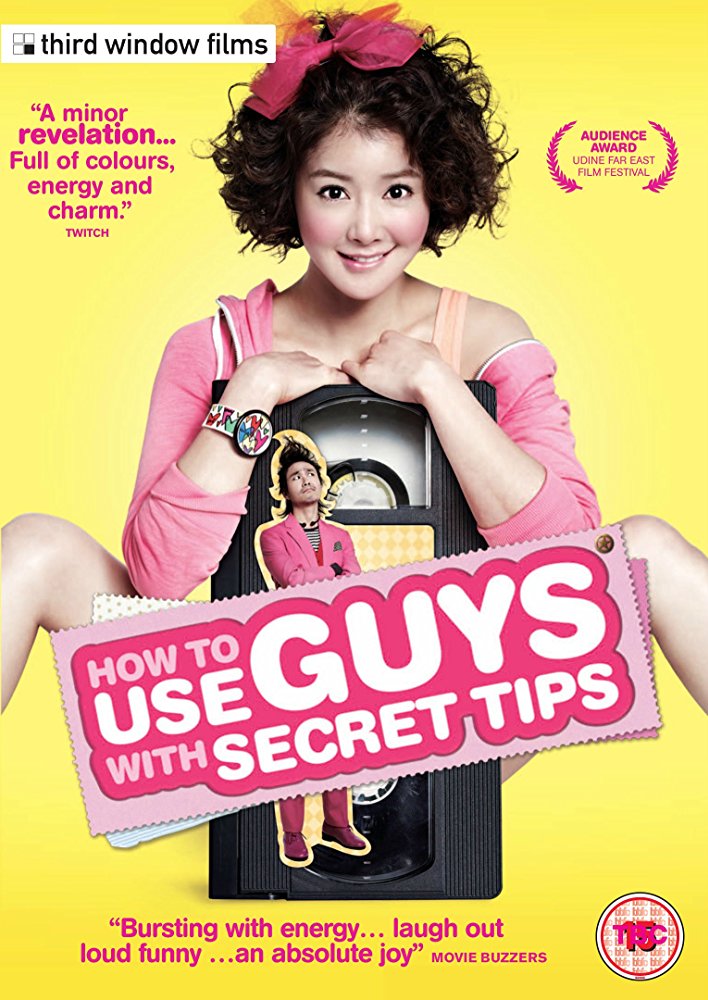 third window films
“A minor
revelation...
Full of colours,
energy and
charm.”
TWITCH
AUDIENCE
AWARD
UDINE FAR EAST
FILM FESTIVAL
HOW TO
USE GUYS
WITH SECRET TIPS
“Bursting with energy… laugh out
loud funny …an absolute joy” MOVIE BUZZERS
15